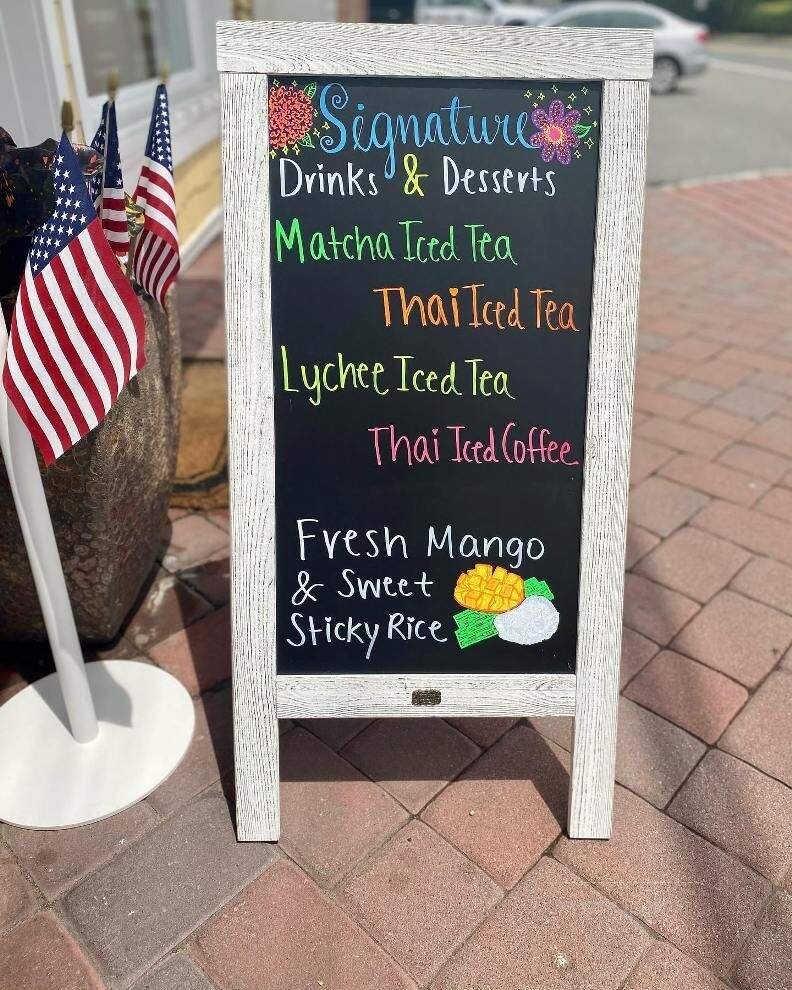 Signature
Drinks & Desserts
Matcha Iced Tea
Thai Iced Tea
Lychee Iced Tea
Thai Iced Coffee
Fresh Mango
& Sweet
Sticky Rice